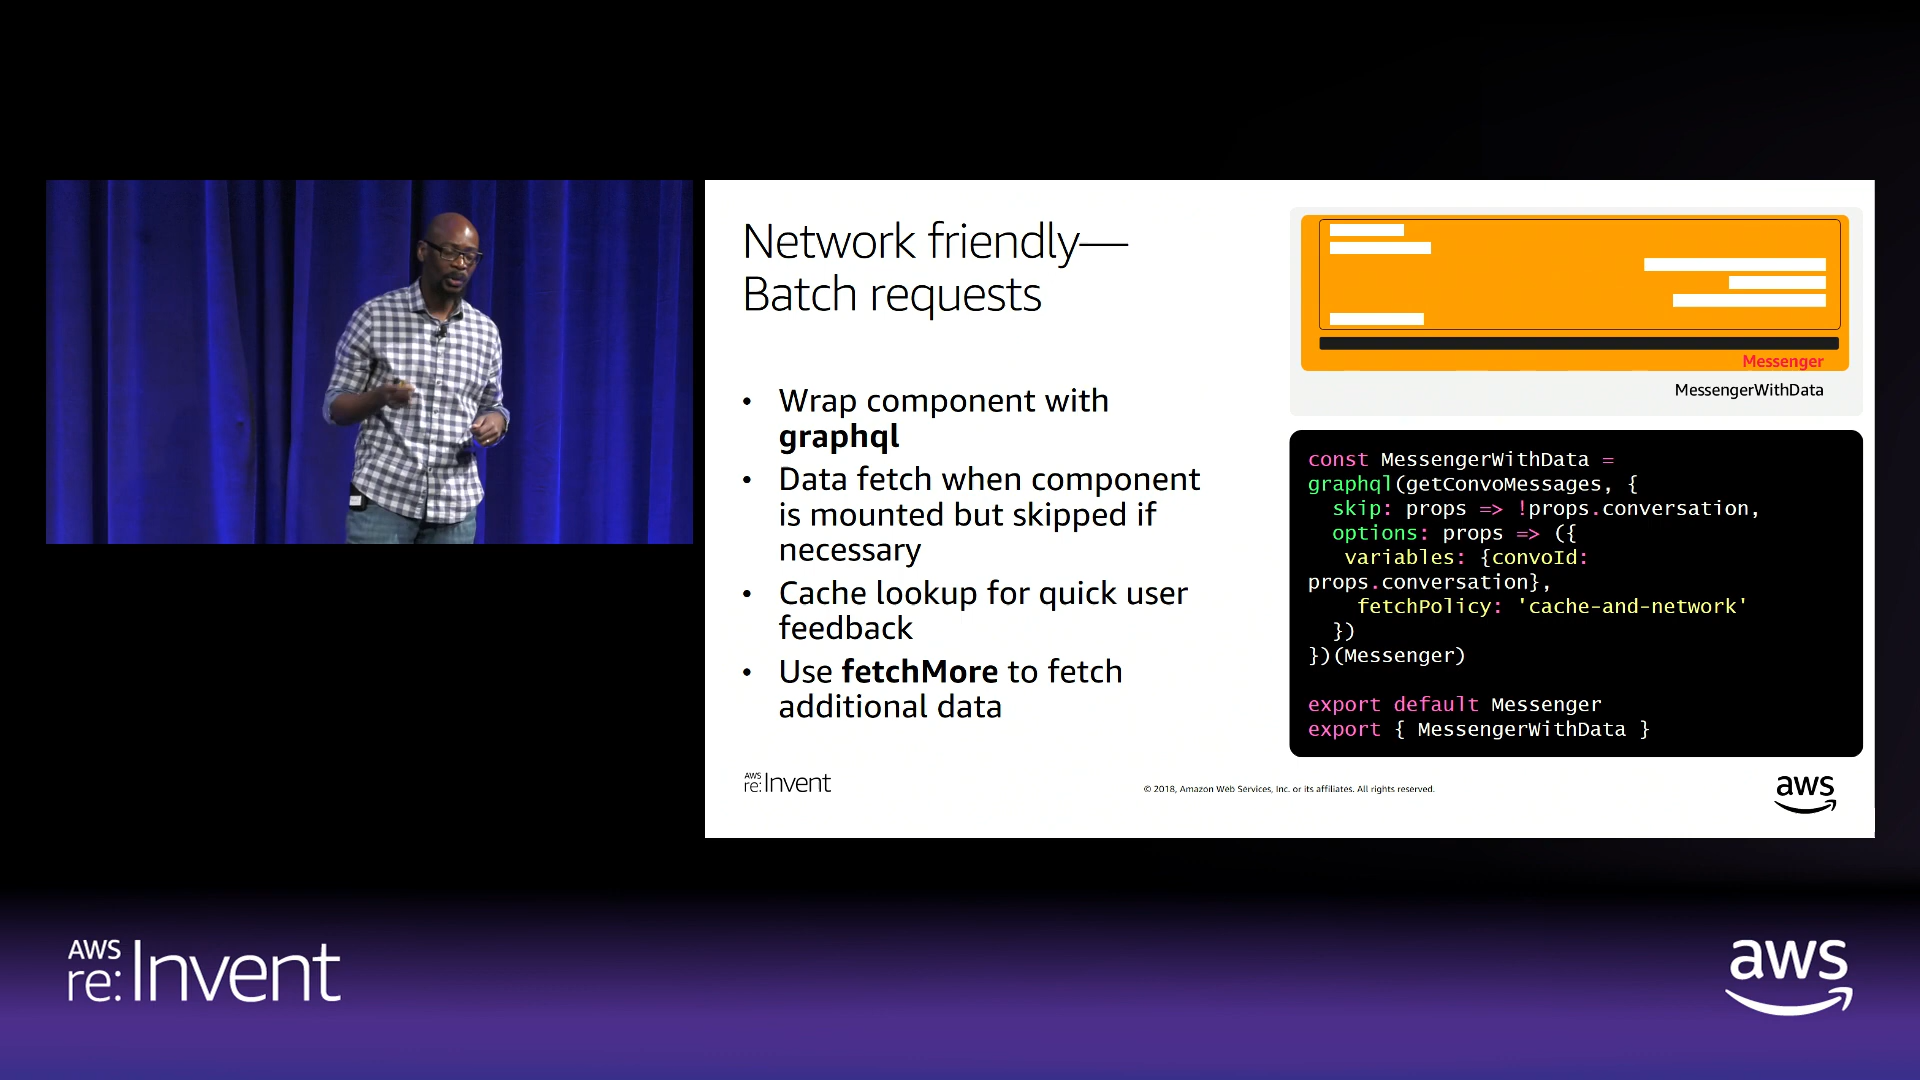 Network friendly—
Batch requests
• Wrap component with
graphql
• Data fetch when component
is mounted but skipped if
necessary
• Cache lookup for quick user
feedback
• Use fetchMore to fetch
additional data
Messenger
MessengerWithData
const MessengerWithData =
graphql(getConvoMessages, {
  skip: props => !props.conversation,
  options: props => ({
   variables: {convoId:
props.conversation},
    fetchPolicy: 'cache-and-network'
  })
})(Messenger)
export default Messenger
export { MessengerWithData }
AWS
re:Invent
© 2018, Amazon Web Services, Inc. or its affiliates. All rights reserved.
aws
AWS
re:Invent
aws